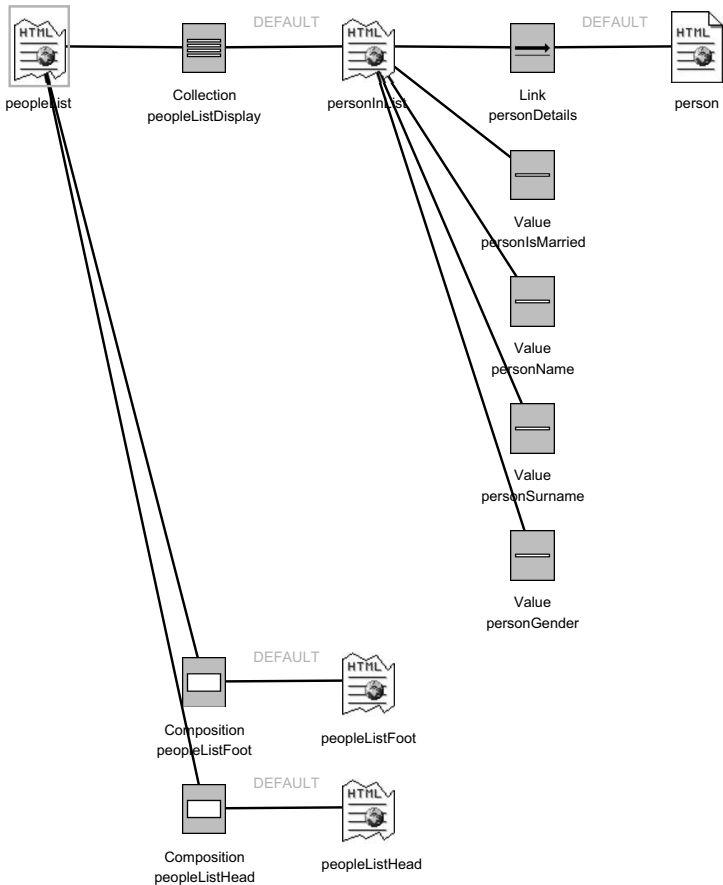 DEFAULT
DEFAULT
HTML
HTML
HTML
peopleList
Collection
peopleListDisplay
personInList
Link
personDetails
person
Value
personIsMarried
Value
personName
Value
personSurname
Value
personGender
DEFAULT
HTML
Composition
peopleListFoot
peopleListFoot
DEFAULT
HTML
Composition
peopleListHead
peopleListHead